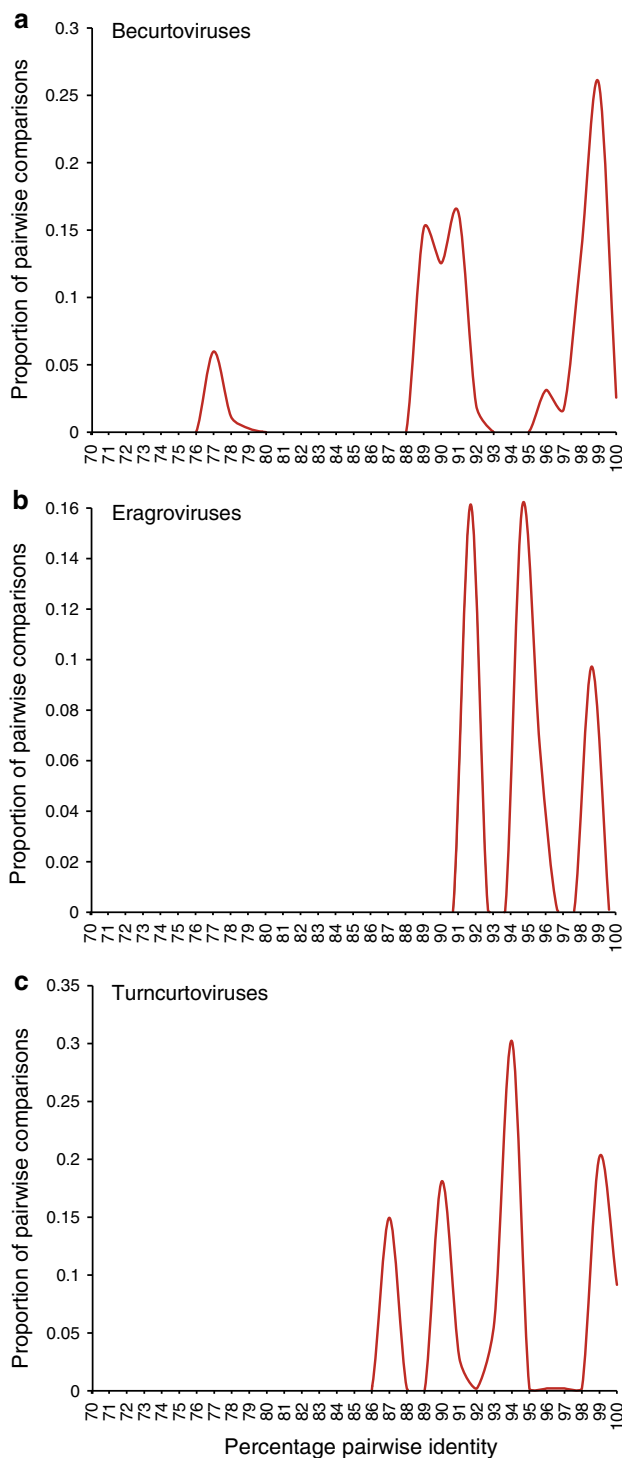 a
Becurtoviruses
Proportion of pairwise comparisons
0.3
0.25
0.2
0.15
0.1
0.05
0
70 71 72 73 74 75 76 77 78 79 80 81 82 83 84 85 86 87 88 89 90 91 92 93 94 95 96 97 98 99 100
b
Eragroviruses
Proportion of pairwise comparisons
0.16
0.14
0.12
0.1
0.08
0.06
0.04
0.02
0
70 71 72 73 74 75 76 77 78 79 80 81 82 83 84 85 86 87 88 89 90 91 92 93 94 95 96 97 98 99 100
c
Turncurtoviruses
Proportion of pairwise comparisons
0.35
0.3
0.25
0.2
0.15
0.1
0.05
0
70 71 72 73 74 75 76 77 78 79 80 81 82 83 84 85 86 87 88 89 90 91 92 93 94 95 96 97 98 99 100
Percentage pairwise identity